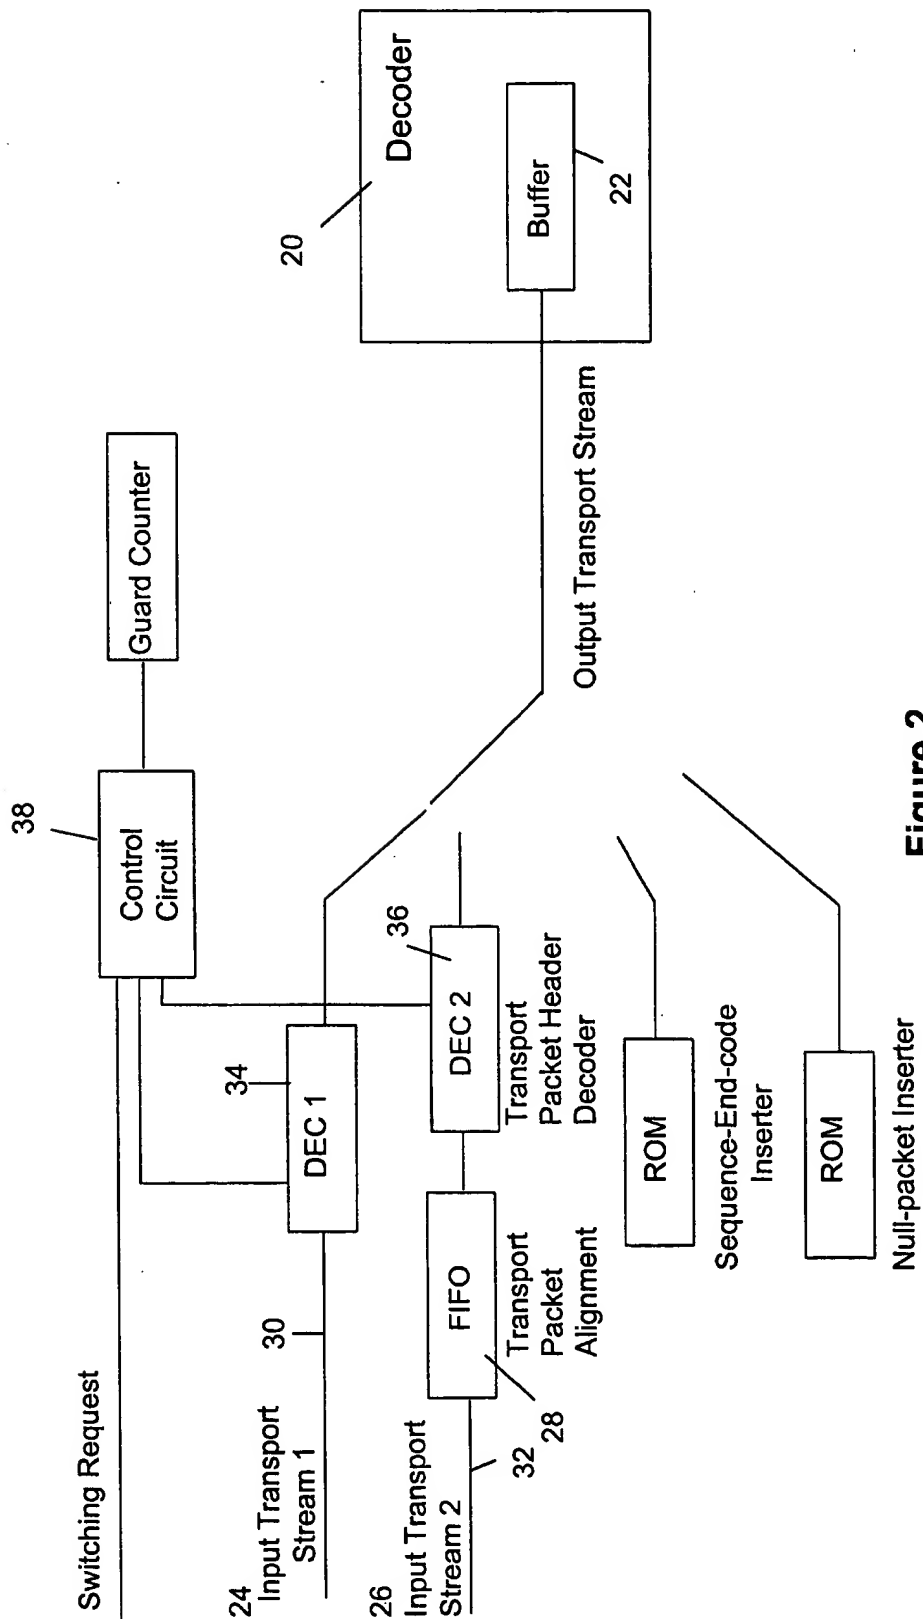 Switching Request
38
Control
Circuit
Guard Counter
24
Input Transport
Stream 1
30
34
DEC 1
26
Input Transport
Stream 2
32
28
FIFO
Transport
Packet
Alignment
36
DEC 2
Transport
Packet Header
Decoder
ROM
Sequence-End-code
Inserter
ROM
Null-packet Inserter
Output Transport Stream
20
Decoder
Buffer
22
Figure 2